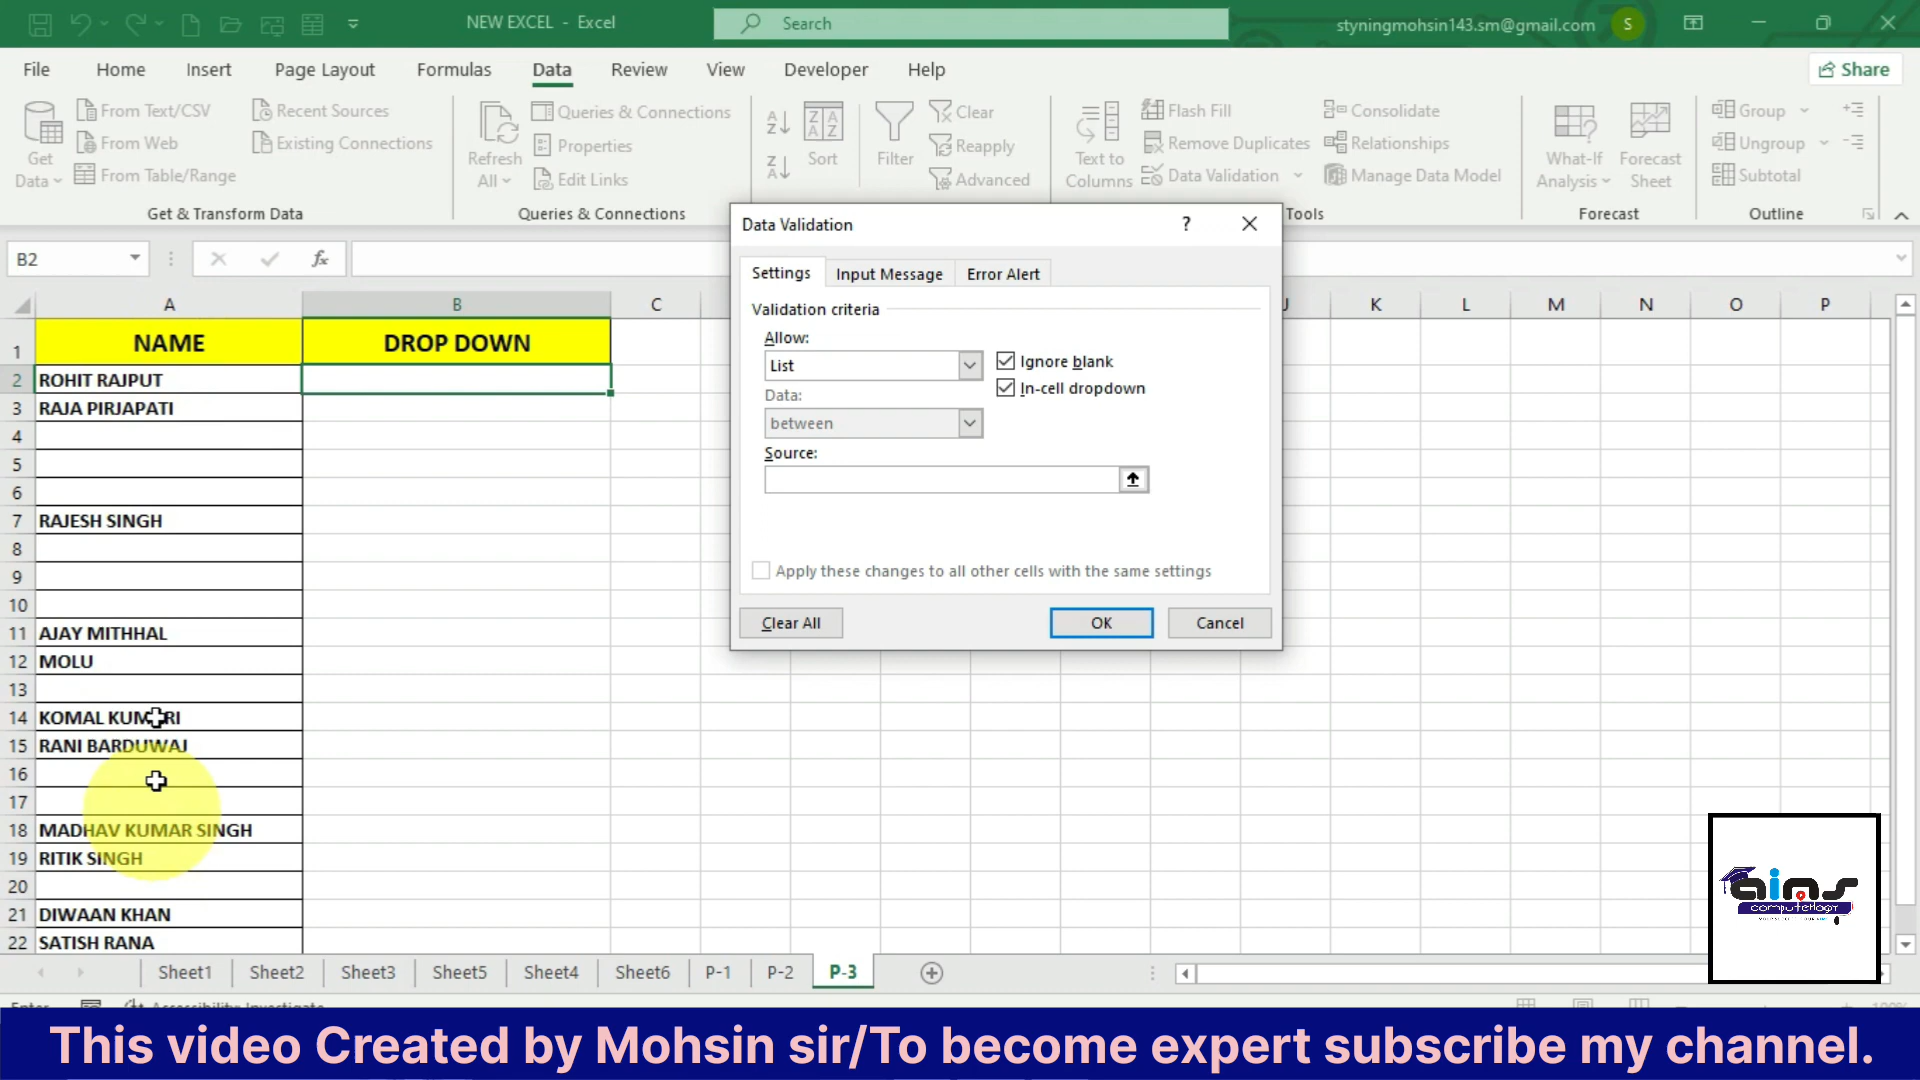 NEW EXCEL - Excel
Search
styningmohsin143.sm@gmail.com
S
File Home Insert Page Layout Formulas Data Review View Developer Help
Share
Get Data
From Text/CSV
From Web
From Table/Range
Recent Sources
Existing Connections
Get & Transform Data
Refresh All
Queries & Connections
Properties
Edit Links
Queries & Connections
Sort
Filter
Clear
Reapply
Advanced
Text to Columns
Flash Fill
Remove Duplicates
Data Validation
Consolidate
Relationships
Manage Data Model
Tools
What-If Analysis
Forecast Sheet
Forecast
Group
Ungroup
Subtotal
Outline
B2
fx
Data Validation
?
Settings Input Message Error Alert
Validation criteria
Allow:
List
Ignore blank
In-cell dropdown
Data:
between
Source:
Apply these changes to all other cells with the same settings
Clear All OK Cancel
A B C J K L M N O P
1 NAME DROP DOWN
2 ROHIT RAJPUT
3 RAJA PIRJAPATI
4
5
6
7 RAJESH SINGH
8
9
10
11 AJAY MITHHAL
12 MOLU
13
14 KOMAL KUMARI
15 RANI BARDUWAJ
16
17
18 MADHAV KUMAR SINGH
19 RITIK SINGH
20
21 DIWAAN KHAN
22 SATISH RANA
aims
computerlogy
Sheet1 Sheet2 Sheet3 Sheet5 Sheet4 Sheet6 P-1 P-2 P-3
This video Created by Mohsin sir/To become expert subscribe my channel.